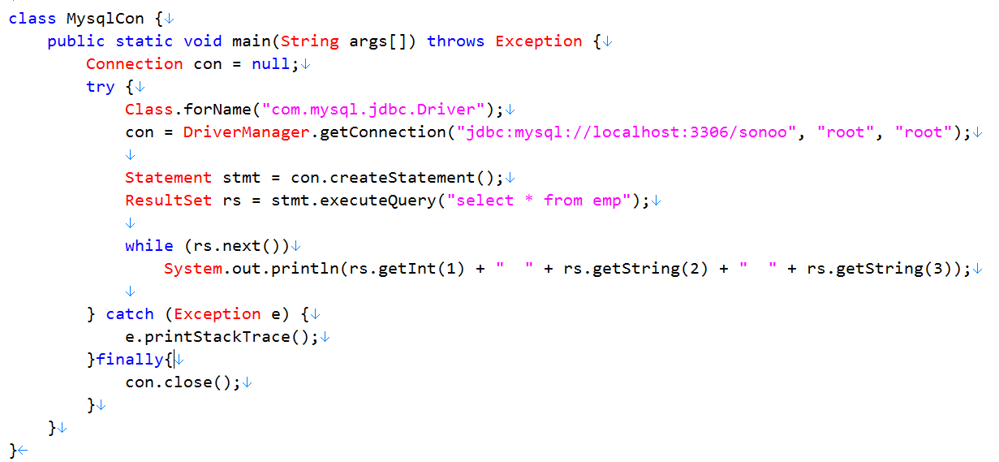 class MysqlCon {↓
    public static void main(String args[]) throws Exception {↓
        Connection con = null;↓
        try {↓
            Class.forName("com.mysql.jdbc.Driver");↓
            con = DriverManager.getConnection("jdbc:mysql://localhost:3306/sonoo", "root", "root");↓
            ↓
            Statement stmt = con.createStatement();↓
            ResultSet rs = stmt.executeQuery("select * from emp");↓
            ↓
            while (rs.next())↓
                System.out.println(rs.getInt(1) + "  " + rs.getString(2) + "  " + rs.getString(3));↓
            ↓
        } catch (Exception e) {↓
            e.printStackTrace();↓
        }finally{↓
            con.close();↓
        }↓
    }↓
}←